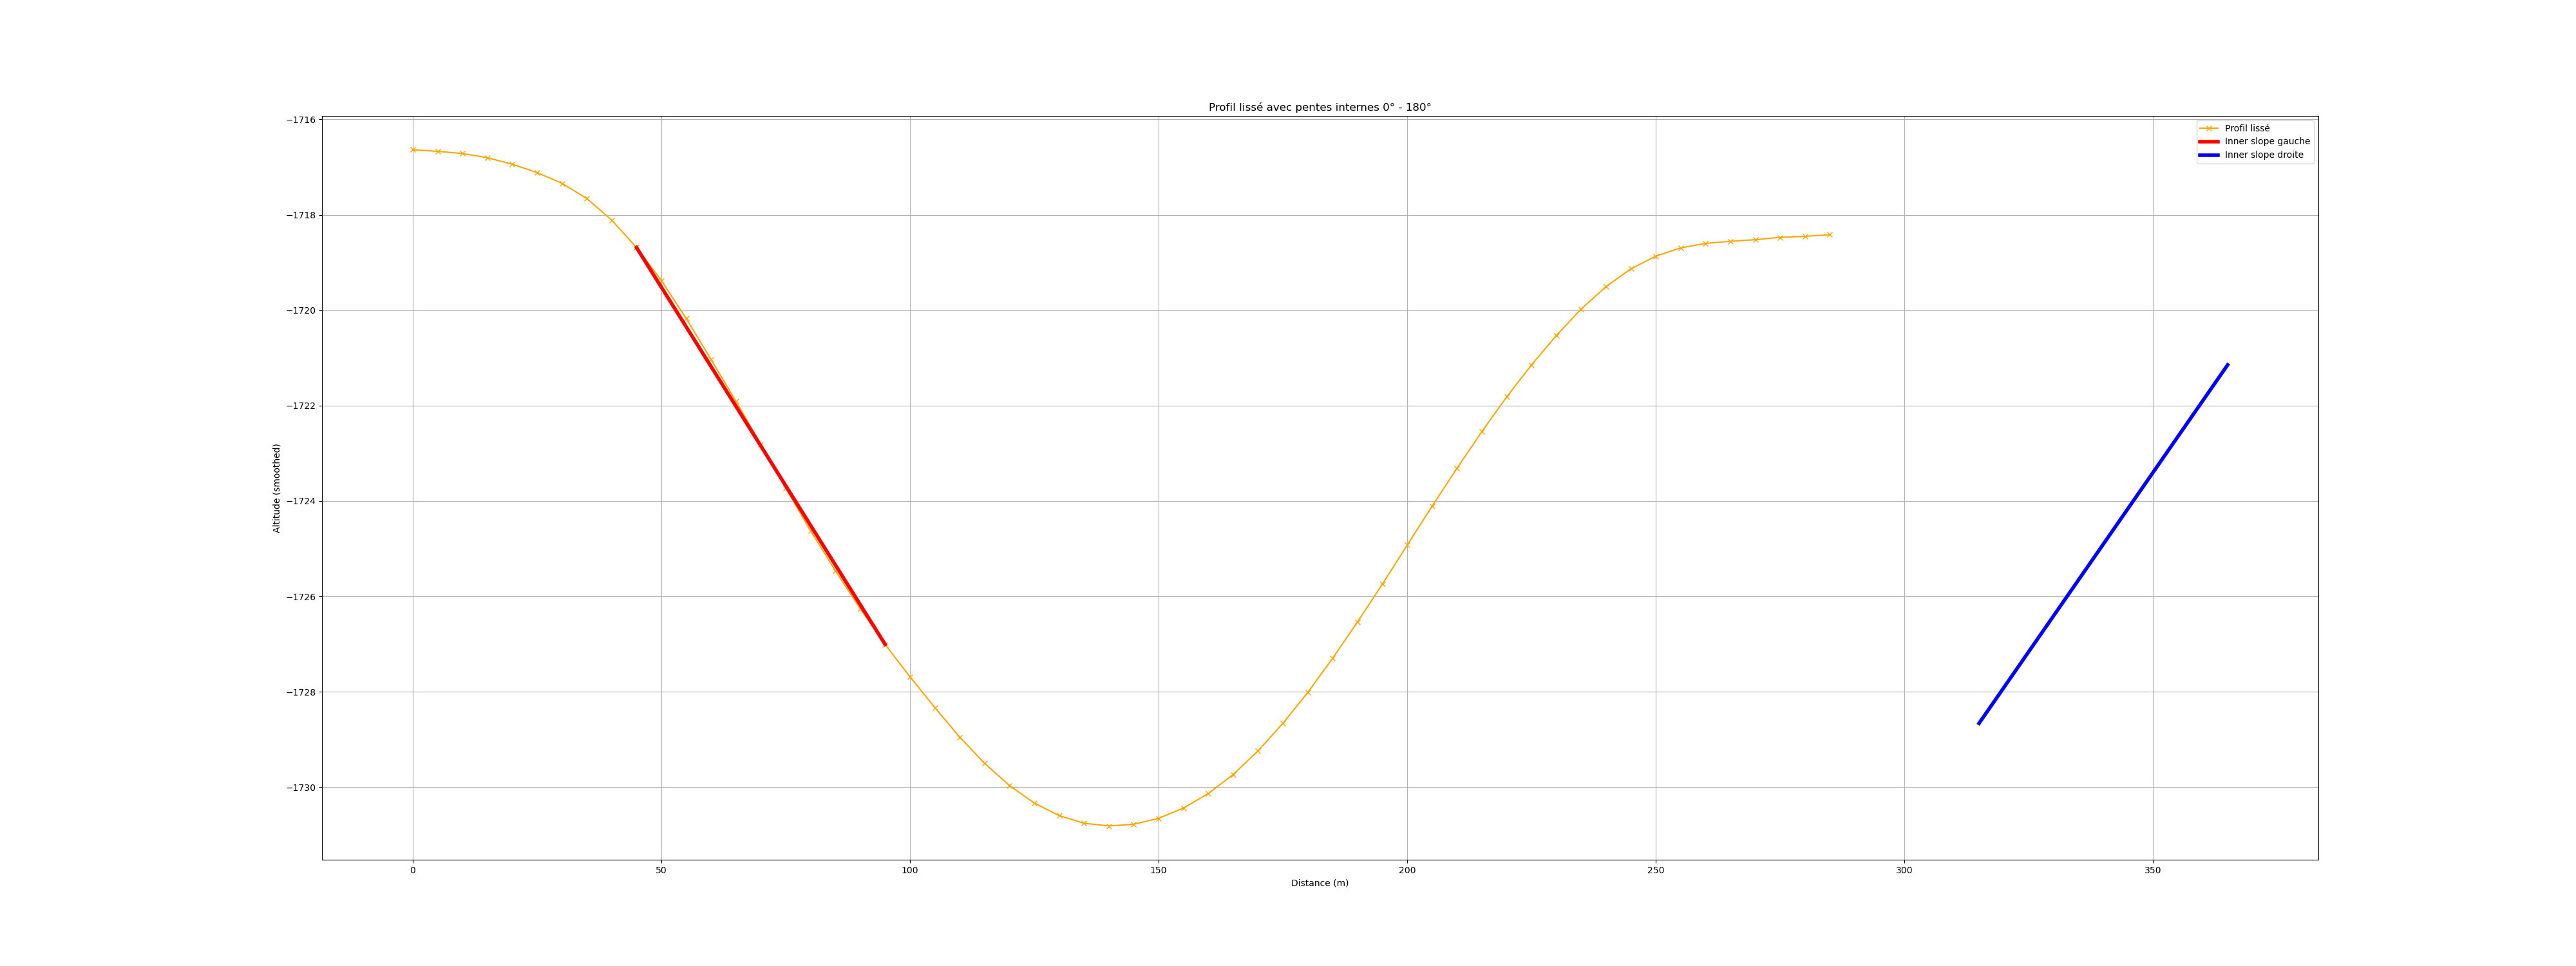 Profil lissé avec pentes internes 0° - 180°
Profil lissé
Inner slope gauche
Inner slope droite
Altitude (smoothed)
−1716
−1718
−1720
−1722
−1724
−1726
−1728
−1730
0
50
100
150
200
250
300
350
Distance (m)